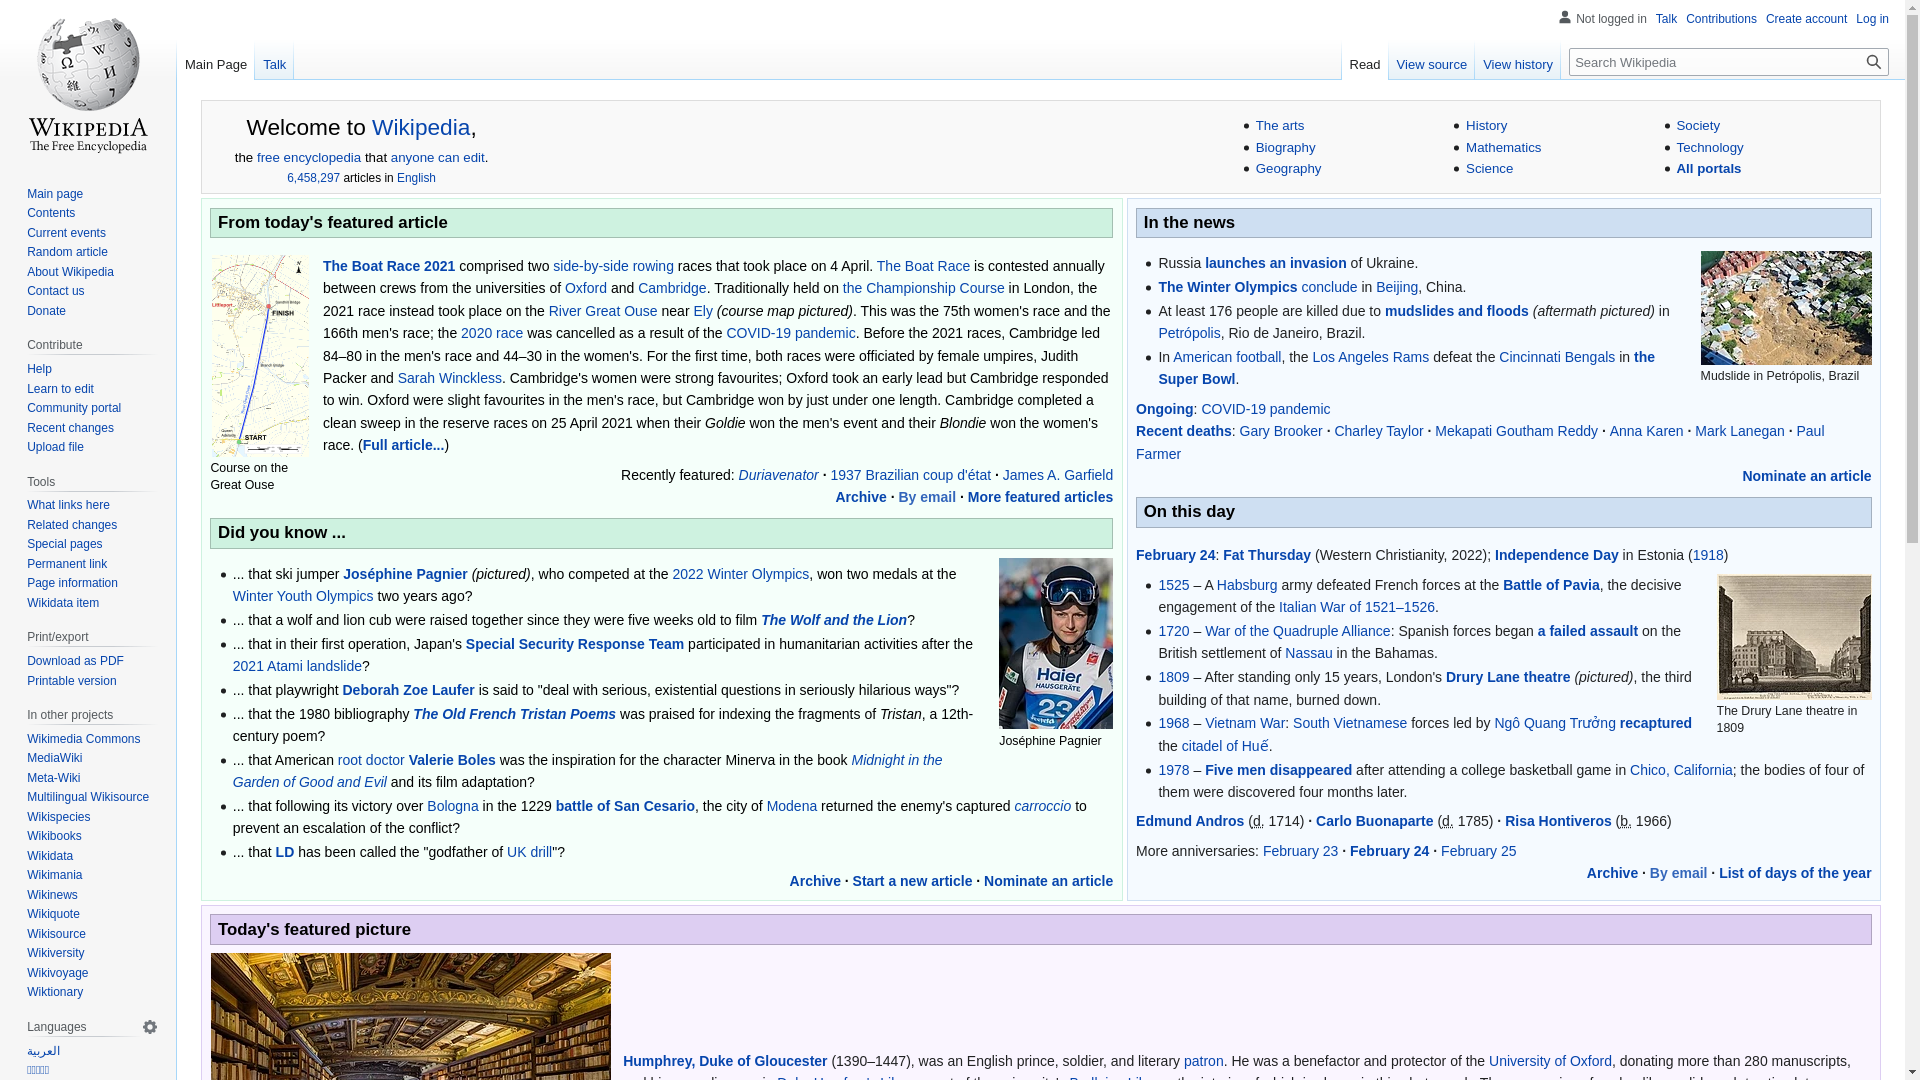 Not logged in Talk Contributions Create account Log in
Main Page Talk
Read View source View history Search Wikipedia
WIKIPEDIA
The Free Encyclopedia
Main page
Contents
Current events
Random article
About Wikipedia
Contact us
Donate
Contribute
Help
Learn to edit
Community portal
Recent changes
Upload file
Tools
What links here
Related changes
Special pages
Permanent link
Page information
Wikidata item
Print/export
Download as PDF
Printable version
In other projects
Wikimedia Commons
MediaWiki
Meta-Wiki
Multilingual Wikisource
Wikispecies
Wikibooks
Wikidata
Wikimania
Wikinews
Wikiquote
Wikisource
Wikiversity
Wikivoyage
Wiktionary
Languages
العربية
Welcome to Wikipedia,
the free encyclopedia that anyone can edit.
6,458,297 articles in English
The arts
Biography
Geography
History
Mathematics
Science
Society
Technology
All portals
From today's featured article
FINISH
START
Course on the
Great Ouse
The Boat Race 2021 comprised two side-by-side rowing races that took place on 4 April. The Boat Race is contested annually
between crews from the universities of Oxford and Cambridge. Traditionally held on the Championship Course in London, the
2021 race instead took place on the River Great Ouse near Ely (course map pictured). This was the 75th women's race and the
166th men's race; the 2020 race was cancelled as a result of the COVID-19 pandemic. Before the 2021 races, Cambridge led
84–80 in the men's race and 44–30 in the women's. For the first time, both races were officiated by female umpires, Judith
Packer and Sarah Winckless. Cambridge's women were strong favourites; Oxford took an early lead but Cambridge responded
to win. Oxford were slight favourites in the men's race, but Cambridge won by just under one length. Cambridge completed a
clean sweep in the reserve races on 25 April 2021 when their Goldie won the men's event and their Blondie won the women's
race. (Full article...)
Recently featured: Duriavenator · 1937 Brazilian coup d'état · James A. Garfield
Archive · By email · More featured articles
Did you know ...
... that ski jumper Joséphine Pagnier (pictured), who competed at the 2022 Winter Olympics, won two medals at the
Winter Youth Olympics two years ago?
... that a wolf and lion cub were raised together since they were five weeks old to film The Wolf and the Lion?
... that in their first operation, Japan's Special Security Response Team participated in humanitarian activities after the
2021 Atami landslide?
... that playwright Deborah Zoe Laufer is said to "deal with serious, existential questions in seriously hilarious ways"?
... that the 1980 bibliography The Old French Tristan Poems was praised for indexing the fragments of Tristan, a 12th-
century poem?
... that American root doctor Valerie Boles was the inspiration for the character Minerva in the book Midnight in the
Garden of Good and Evil and its film adaptation?
... that following its victory over Bologna in the 1229 battle of San Cesario, the city of Modena returned the enemy's captured carroccio to
prevent an escalation of the conflict?
... that LD has been called the "godfather of UK drill"?
Haier
HAUSGERÄTE
23
Joséphine Pagnier
Archive · Start a new article · Nominate an article
In the news
Russia launches an invasion of Ukraine.
The Winter Olympics conclude in Beijing, China.
At least 176 people are killed due to mudslides and floods (aftermath pictured) in
Petrópolis, Rio de Janeiro, Brazil.
In American football, the Los Angeles Rams defeat the Cincinnati Bengals in the
Super Bowl.
Mudslide in Petrópolis, Brazil
Ongoing: COVID-19 pandemic
Recent deaths: Gary Brooker · Charley Taylor · Mekapati Goutham Reddy · Anna Karen · Mark Lanegan · Paul
Farmer
Nominate an article
On this day
February 24: Fat Thursday (Western Christianity, 2022); Independence Day in Estonia (1918)
1525 – A Habsburg army defeated French forces at the Battle of Pavia, the decisive
engagement of the Italian War of 1521–1526.
1720 – War of the Quadruple Alliance: Spanish forces began a failed assault on the
British settlement of Nassau in the Bahamas.
1809 – After standing only 15 years, London's Drury Lane theatre (pictured), the third
building of that name, burned down.
1968 – Vietnam War: South Vietnamese forces led by Ngô Quang Trưởng recaptured
the citadel of Huế.
1978 – Five men disappeared after attending a college basketball game in Chico, California; the bodies of four of
them were discovered four months later.
The Drury Lane theatre in
1809
Edmund Andros (d. 1714) · Carlo Buonaparte (d. 1785) · Risa Hontiveros (b. 1966)
More anniversaries: February 23 · February 24 · February 25
Archive · By email · List of days of the year
Today's featured picture
Humphrey, Duke of Gloucester (1390–1447), was an English prince, soldier, and literary patron. He was a benefactor and protector of the University of Oxford, donating more than 280 manuscripts,